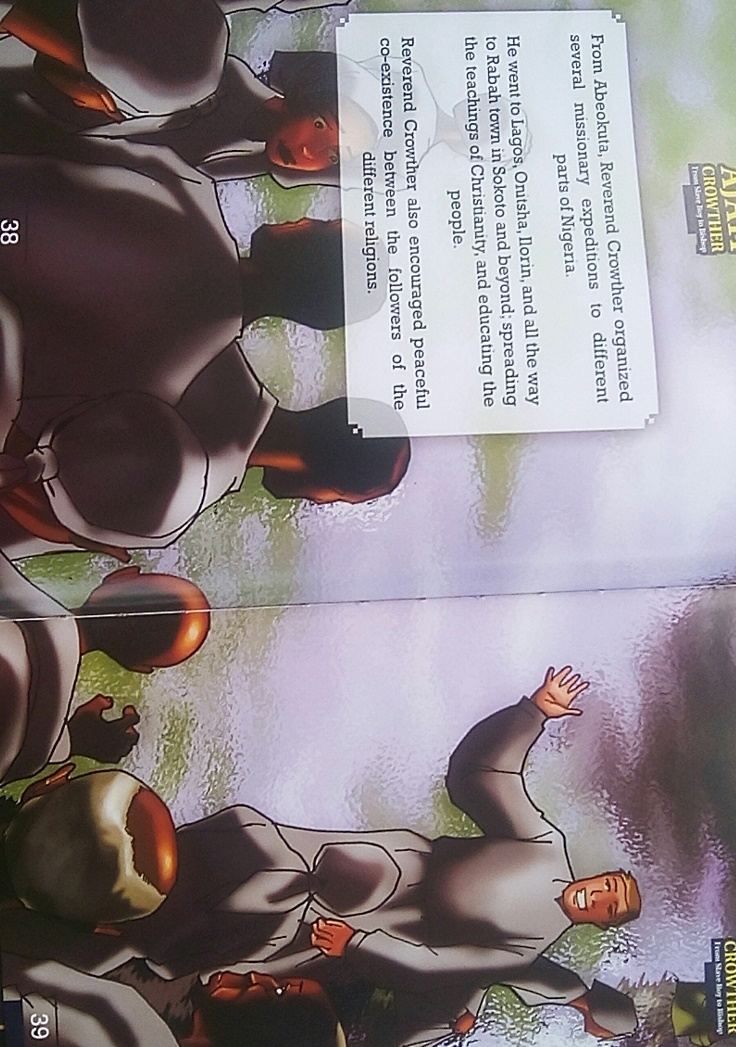 AJAYI
CROWTHER
From Slave Boy to Bishop
From Abeokuta, Reverend Crowther organized
several missionary expeditions to different
parts of Nigeria.
He went to Lagos, Onitsha, Ilorin, and all the way
to Rabah town in Sokoto and beyond; spreading
the teachings of Christianity, and educating the
people.
Reverend Crowther also encouraged peaceful
co-existence between the followers of the
different religions.
38
CROWTHER
From Slave Boy to Bishop
39